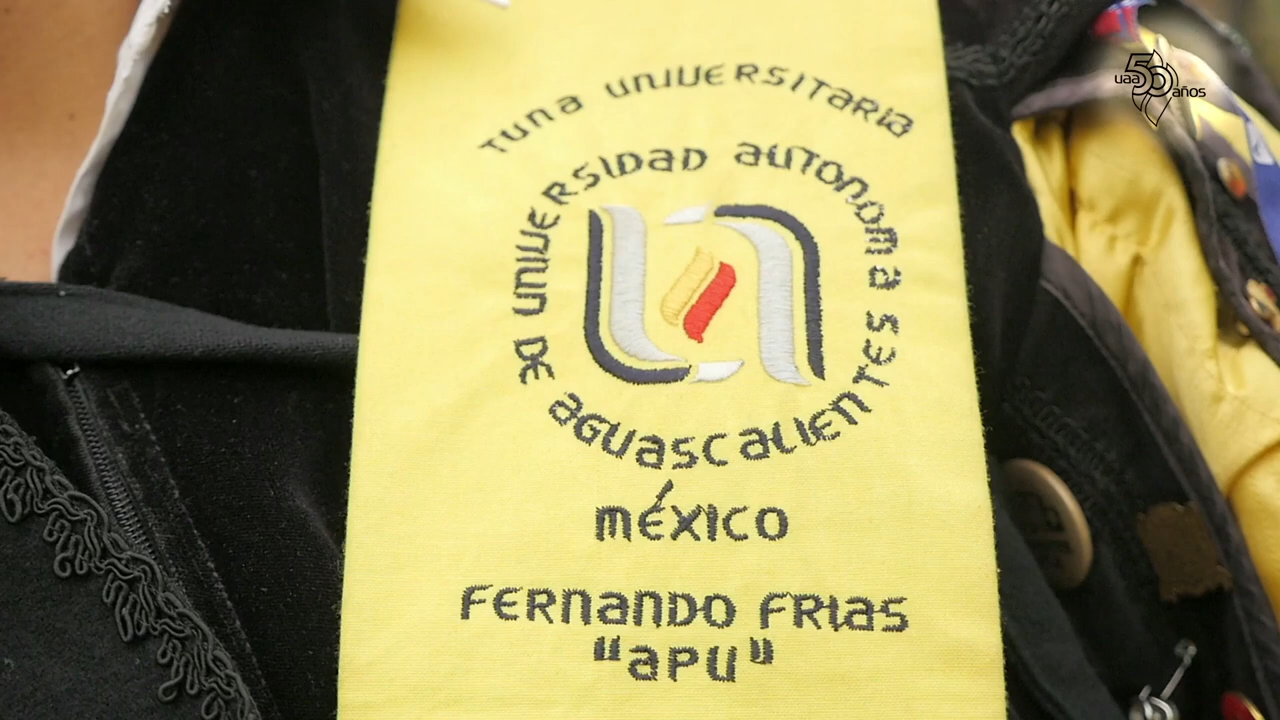 TUNA UNIVERSITARIA
UNIVERSIDAD AUTONOMA
DE AGUASCALIENTES
MÉXICO
FERNANDO FRIAS
"APU"
uaa 50 años